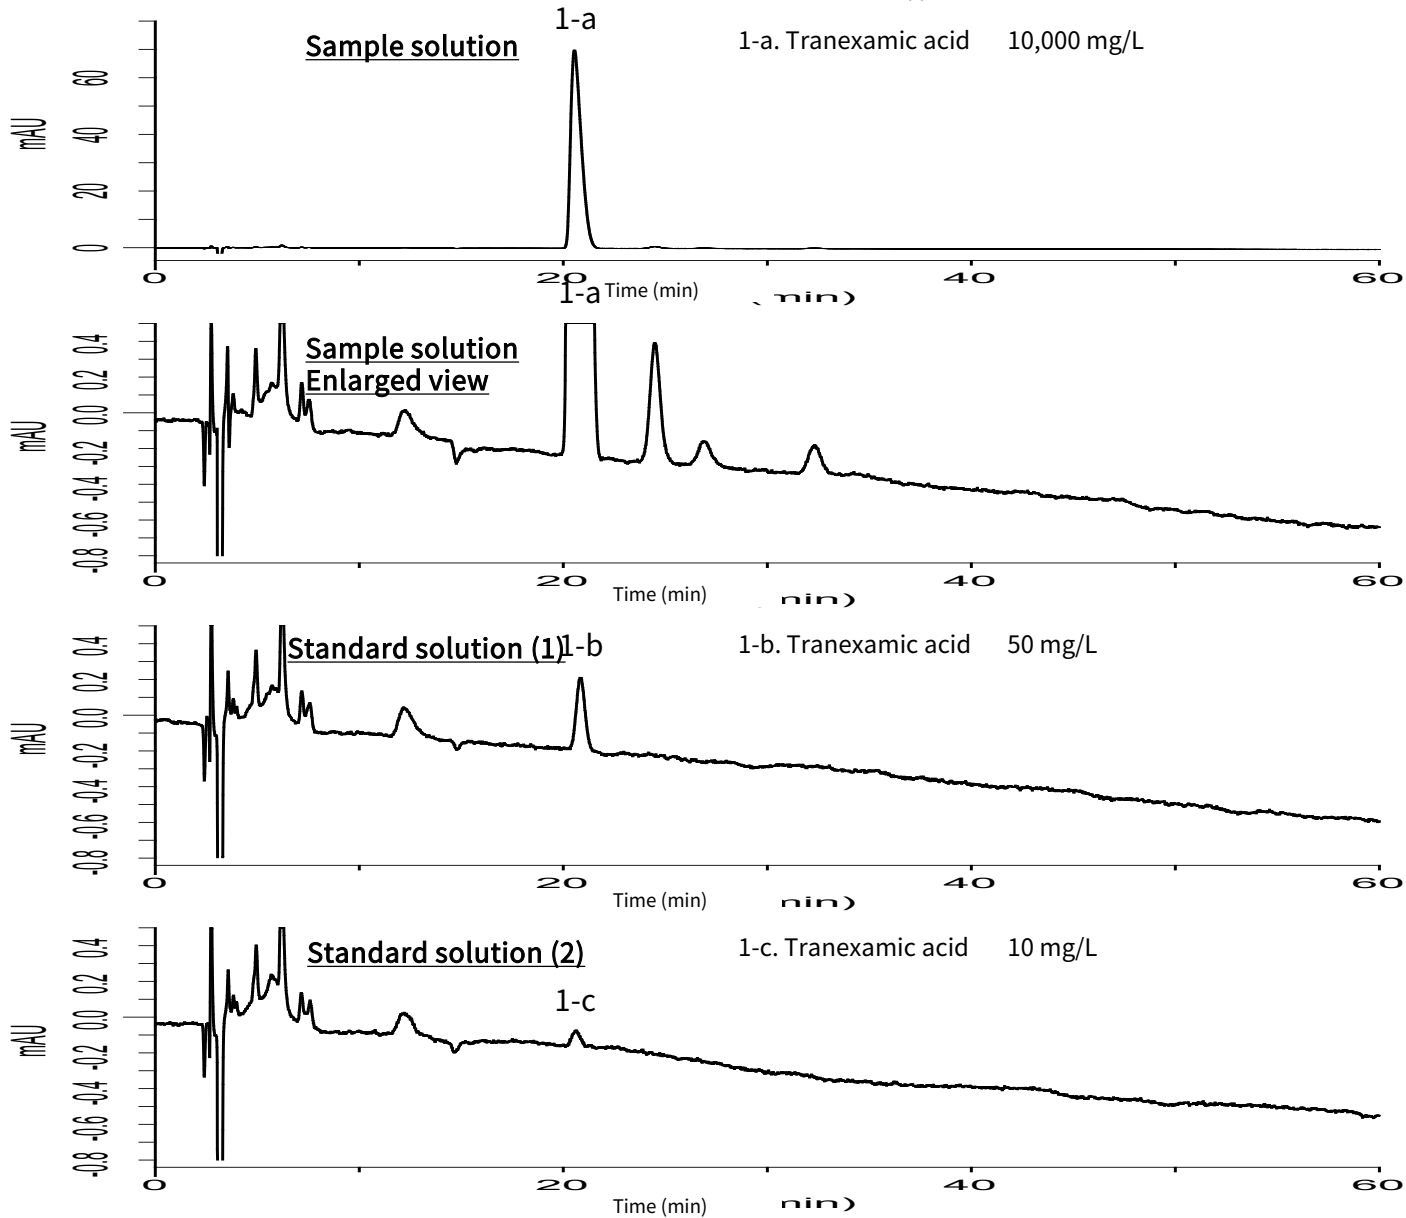 1-a
Sample solution
1-a. Tranexamic acid 10,000 mg/L
mAU
60
40
20
0
0 20 40 60
Time (min)
min)
1-a
Sample solution
Enlarged view
mAU
0.4
0.2
0.0
-0.2
-0.4
-0.6
-0.8
0 20 40 60
Time (min)
Standard solution (1)
1-b
1-b. Tranexamic acid 50 mg/L
mAU
0.4
0.2
0.0
-0.2
-0.4
-0.6
-0.8
0 20 40 60
Time (min)
Standard solution (2)
1-c. Tranexamic acid 10 mg/L
1-c
mAU
0.4
0.2
0.0
-0.2
-0.4
-0.6
-0.8
0 20 40 60
Time (min)